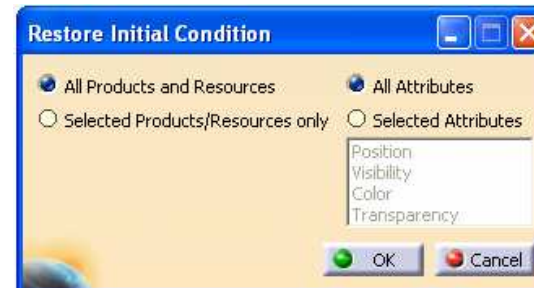 Restore Initial Condition
All Products and Resources
All Attributes
Selected Products/Resources only
Selected Attributes
Position
Visibility
Color
Transparency
OK
Cancel